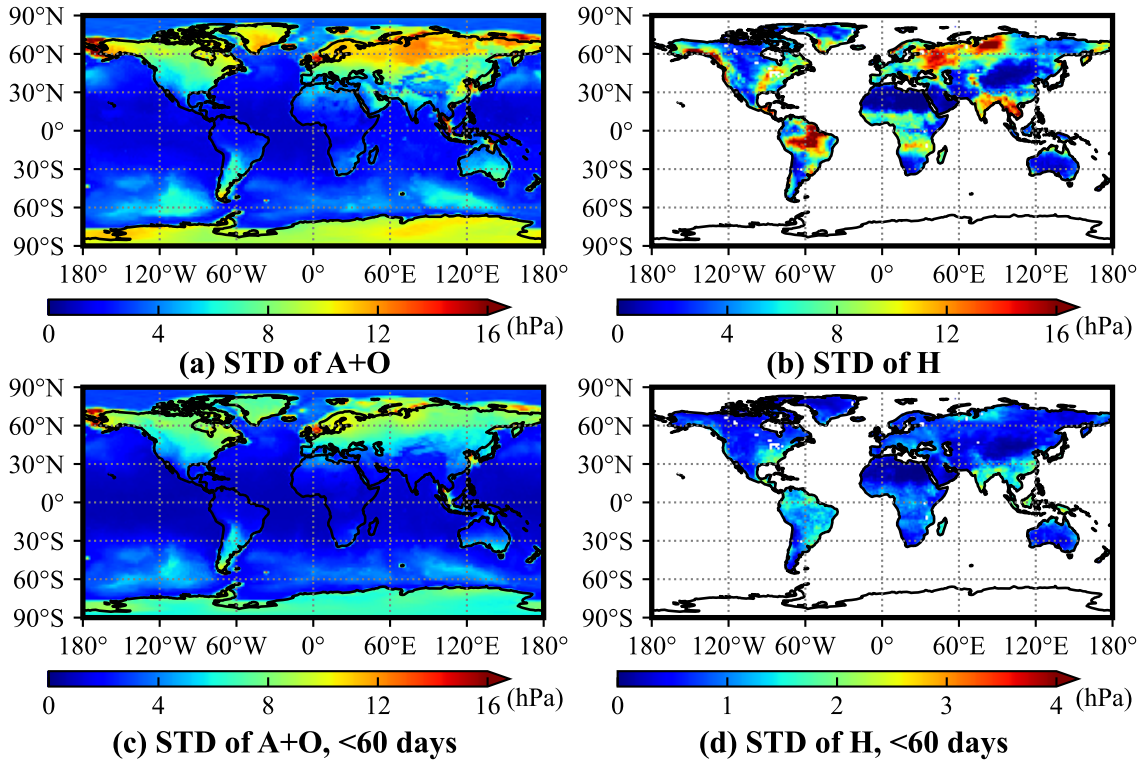 90°N
60°N
30°N
0°
30°S
60°S
90°S
180° 120°W 60°W 0° 60°E 120°E 180°
0 4 8 12 16 (hPa)
(a) STD of A+O
90°N
60°N
30°N
0°
30°S
60°S
90°S
180° 120°W 60°W 0° 60°E 120°E 180°
0 4 8 12 16 (hPa)
(b) STD of H
90°N
60°N
30°N
0°
30°S
60°S
90°S
180° 120°W 60°W 0° 60°E 120°E 180°
0 4 8 12 16 (hPa)
(c) STD of A+O, <60 days
90°N
60°N
30°N
0°
30°S
60°S
90°S
180° 120°W 60°W 0° 60°E 120°E 180°
0 1 2 3 4 (hPa)
(d) STD of H, <60 days